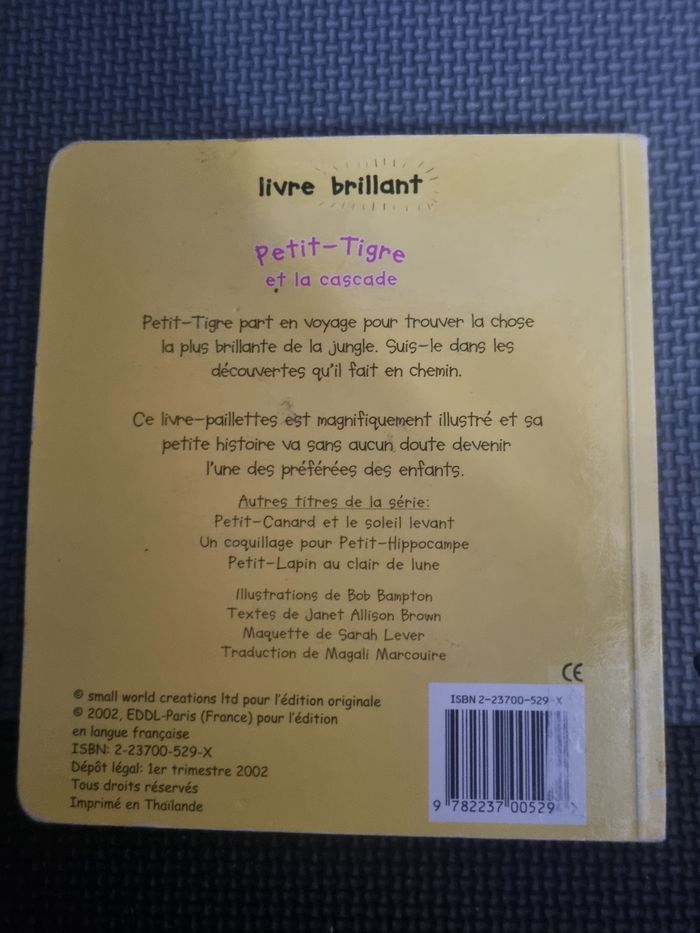 livre brillant
Petit-Tigre
et la cascade
Petit-Tigre part en voyage pour trouver la chose
la plus brillante de la jungle. Suis-le dans les
découvertes qu'il fait en chemin.
Ce livre-paillettes est magnifiquement illustré et sa
petite histoire va sans aucun doute devenir
l'une des préférées des enfants.
Autres titres de la série:
Petit-Canard et le soleil levant
Un coquillage pour Petit-Hippocampe
Petit-Lapin au clair de lune
Illustrations de Bob Bampton
Textes de Janet Allison Brown
Maquette de Sarah Lever
Traduction de Magali Marcouire
CE
© small world creations ltd pour l'édition originale
© 2002, EDDL-Paris (France) pour l'édition
en langue française
ISBN: 2-23700-529-X
Dépôt légal: 1er trimestre 2002
Tous droits réservés
Imprimé en Thaïlande
ISBN 2-23700-529-X
9 782237 00529